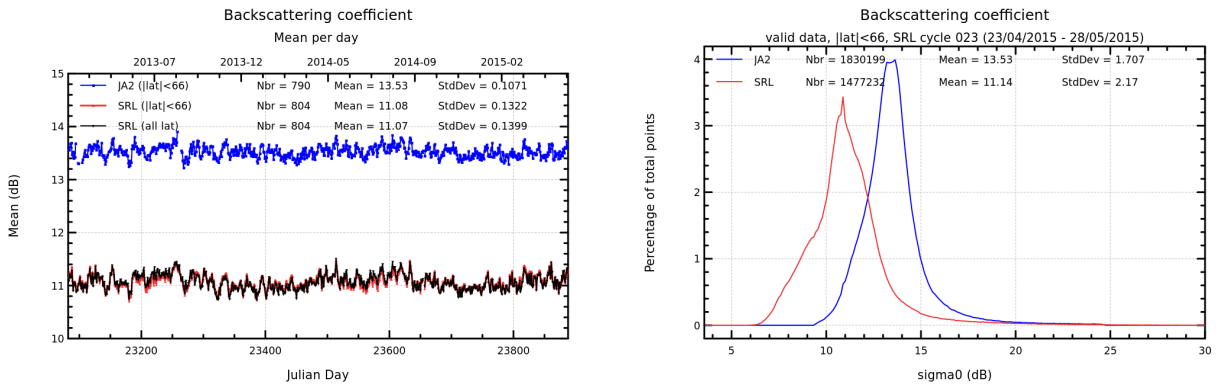 Backscattering coefficient
Mean per day
2013-07 2013-12 2014-05 2014-09 2015-02
15
14
13
12
11
10
Mean (dB)
JA2 (|lat|<66) Nbr = 790 Mean = 13.53 StdDev = 0.1071
SRL (|lat|<66) Nbr = 804 Mean = 11.08 StdDev = 0.1322
SRL (all lat) Nbr = 804 Mean = 11.07 StdDev = 0.1399
23200 23400 23600 23800
Julian Day
Backscattering coefficient
valid data, |lat|<66, SRL cycle 023 (23/04/2015 - 28/05/2015)
4
3
2
1
0
Percentage of total points
JA2 Nbr = 1830199 Mean = 13.53 StdDev = 1.707
SRL Nbr = 1477232 Mean = 11.14 StdDev = 2.17
5 10 15 20 25 30
sigma0 (dB)